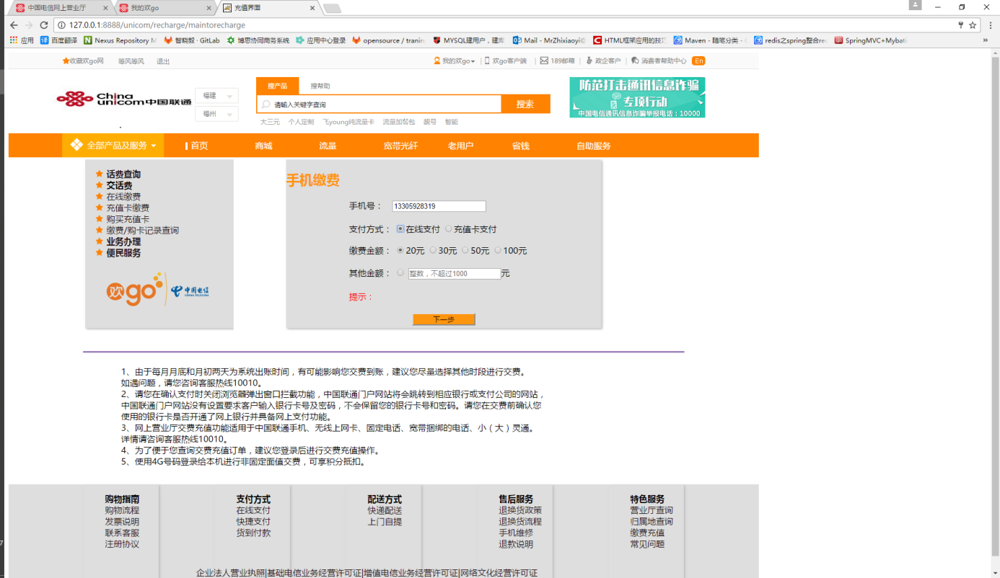 中国电信网上营业厅
我的欢go
充值界面
127.0.0.1:8888/unicom/recharge/maintorecharge
应用
百度翻译
Nexus Repository M
智晓毅 · GitLab
博思协同商务系统
应用中心登录
opensource / tranin
MYSQL建用户，建库
Mail - MrZhixiaoyi@
HTML框架应用的技巧
Maven - 随笔分类 -
redis之spring整合re
SpringMVC+Mybati
»
收藏欢go网 等风等风 退出
我的欢go | 欢go客户端 | 189邮箱 | 政企客户 | 消费者帮助中心 En
China unicom中国联通
福建
福州
搜产品 搜帮助
请输入关键字查询 搜索
大三元 个人定制 飞young纯流量卡 流量加餐包 靓号 智能
防范打击通讯信息诈骗
专项行动
中国电信通讯信息诈骗举报电话：10000
全部产品及服务 首页 商城 流量 宽带光纤 老用户 省钱 自助服务
话费查询
交话费
在线缴费
充值卡缴费
购买充值卡
缴费/购卡记录查询
业务办理
便民服务
欢go 中国电信
CHINA TELECOM
手机缴费
手机号： 13305928319
支付方式： 在线支付 充值卡支付
缴费金额： 20元 30元 50元 100元
其他金额： 整数，不超过1000 元
提示：
下一步
1、由于每月月底和月初两天为系统出账时间，有可能影响您交费到账，建议您尽量选择其他时段进行交费。
如遇问题，请您咨询客服热线10010。
2、请您在确认支付时关闭浏览器弹出窗口拦截功能，中国联通门户网站将会跳转到相应银行或支付公司的网站，
中国联通门户网站没有设置要求客户输入银行卡号及密码，不会保留您的银行卡号和密码。请您在交费前确认您
使用的银行卡是否开通了网上银行并具备网上支付功能。
3、网上营业厅交费充值功能适用于中国联通手机、无线上网卡、固定电话、宽带捆绑的电话、小（大）灵通。
详情请咨询客服热线10010。
4、为了便于您查询交费充值订单，建议您登录后进行交费充值操作。
5、使用4G号码登录给本机进行非固定面值交费，可享积分抵扣。
购物指南
购物流程
发票说明
联系客服
注册协议
支付方式
在线支付
快捷支付
货到付款
配送方式
快递配送
上门自提
售后服务
退换货政策
退换货流程
手机维修
退款说明
特色服务
营业厅查询
归属地查询
缴费充值
常见问题
企业法人营业执照|基础电信业务经营许可证|增值电信业务经营许可证|网络文化经营许可证
7